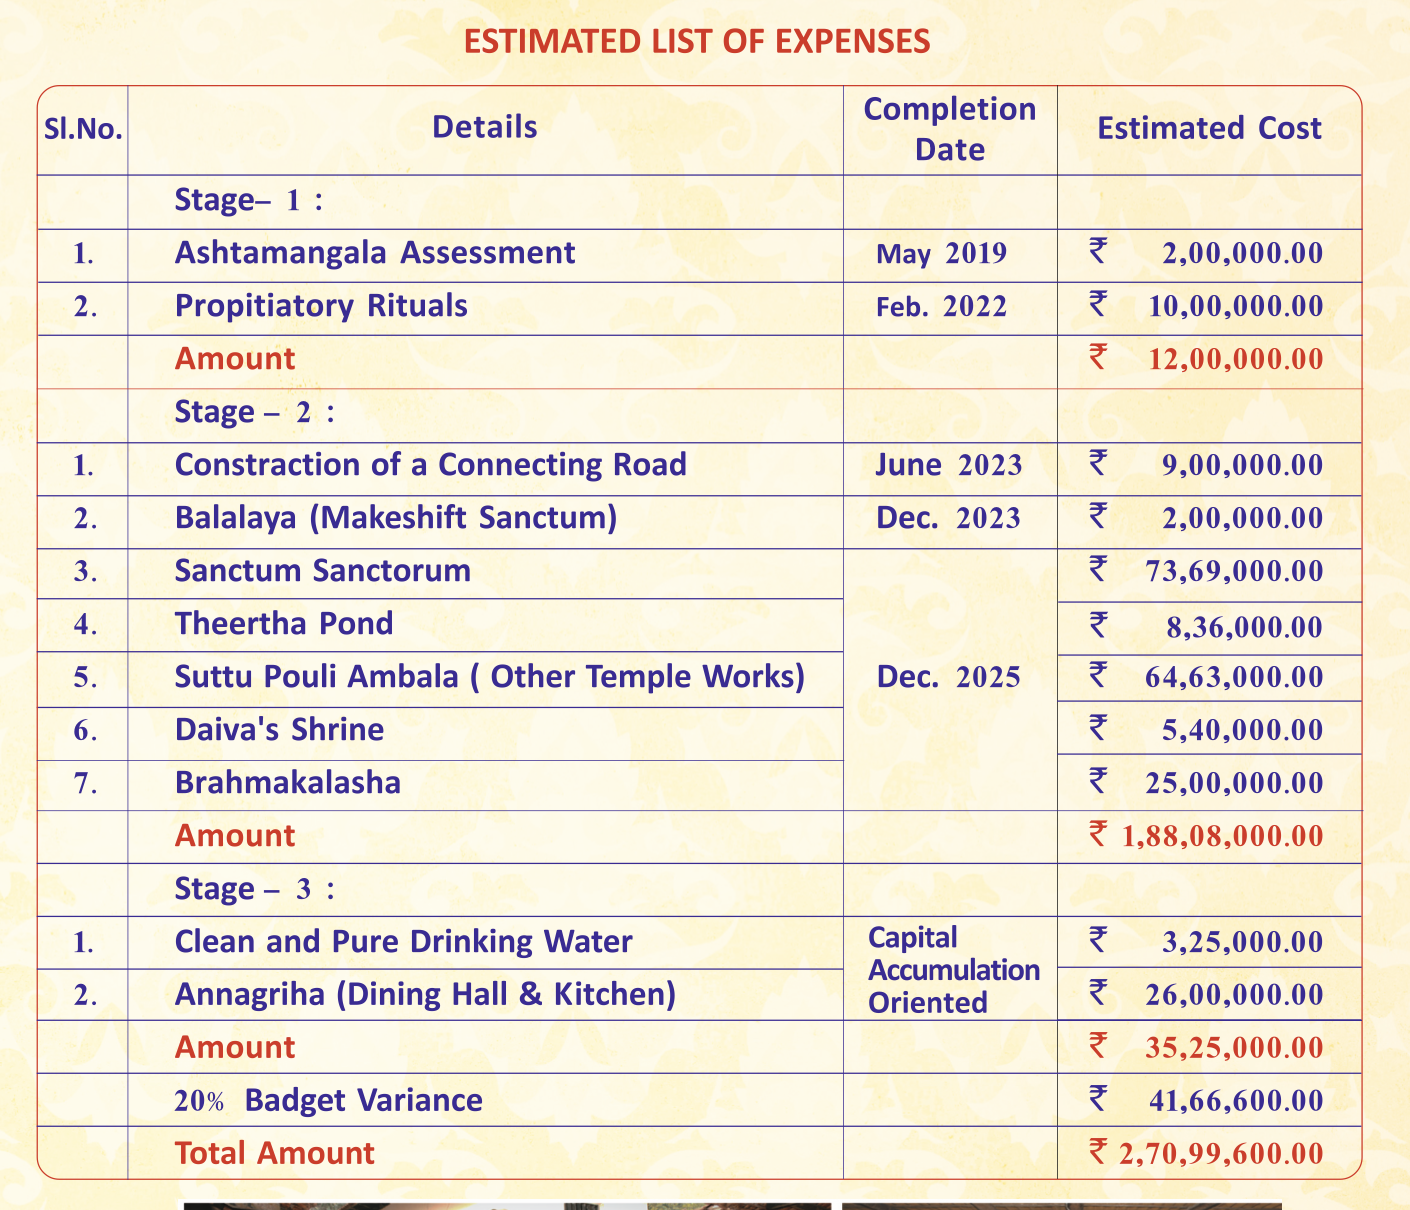 ESTIMATED LIST OF EXPENSES
Sl.No. Details Completion Date Estimated Cost
Stage– 1 :
1. Ashtamangala Assessment May 2019 ₹ 2,00,000.00
2. Propitiatory Rituals Feb. 2022 ₹ 10,00,000.00
Amount ₹ 12,00,000.00
Stage – 2 :
1. Constraction of a Connecting Road June 2023 ₹ 9,00,000.00
2. Balalaya (Makeshift Sanctum) Dec. 2023 ₹ 2,00,000.00
3. Sanctum Sanctorum ₹ 73,69,000.00
4. Theertha Pond ₹ 8,36,000.00
5. Suttu Pouli Ambala ( Other Temple Works) Dec. 2025 ₹ 64,63,000.00
6. Daiva's Shrine ₹ 5,40,000.00
7. Brahmakalasha ₹ 25,00,000.00
Amount ₹ 1,88,08,000.00
Stage – 3 :
1. Clean and Pure Drinking Water Capital Accumulation Oriented ₹ 3,25,000.00
2. Annagriha (Dining Hall & Kitchen) ₹ 26,00,000.00
Amount ₹ 35,25,000.00
20% Badget Variance ₹ 41,66,600.00
Total Amount ₹ 2,70,99,600.00